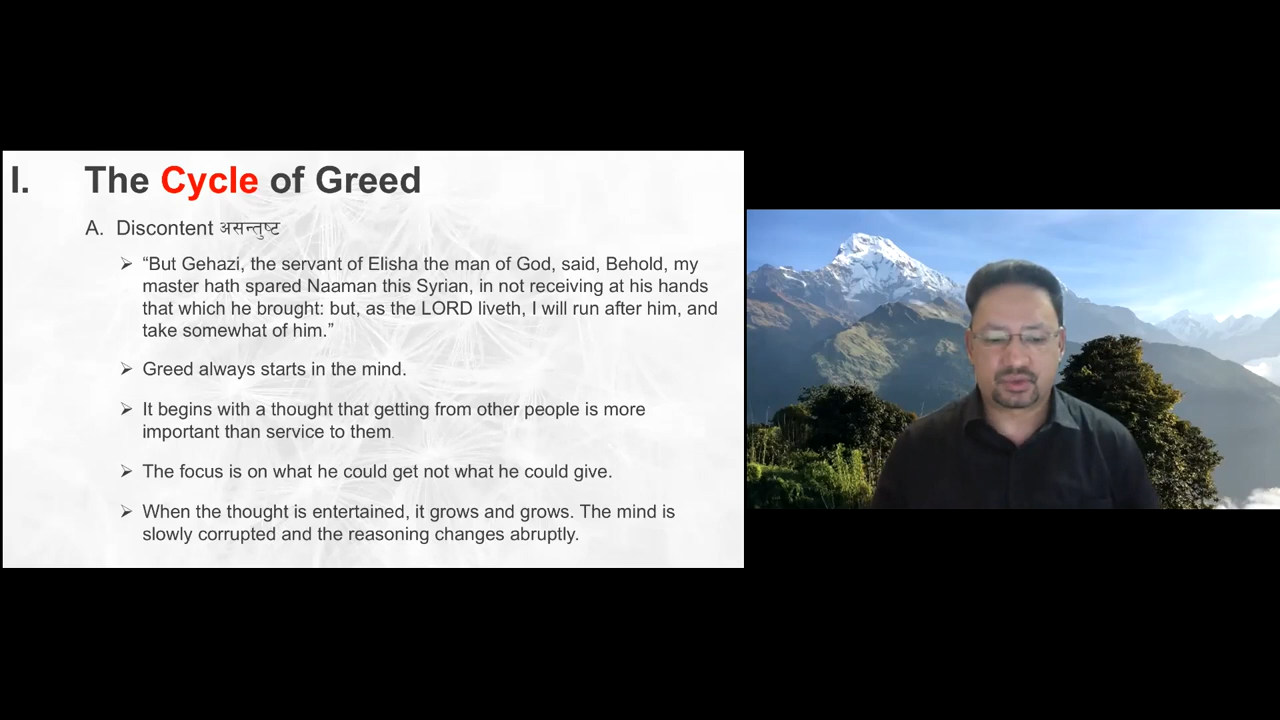 I. The Cycle of Greed
A. Discontent असन्तुष्ट
➢ “But Gehazi, the servant of Elisha the man of God, said, Behold, my
master hath spared Naaman this Syrian, in not receiving at his hands
that which he brought: but, as the LORD liveth, I will run after him, and
take somewhat of him.”
➢ Greed always starts in the mind.
➢ It begins with a thought that getting from other people is more
important than service to them.
➢ The focus is on what he could get not what he could give.
➢ When the thought is entertained, it grows and grows. The mind is
slowly corrupted and the reasoning changes abruptly.